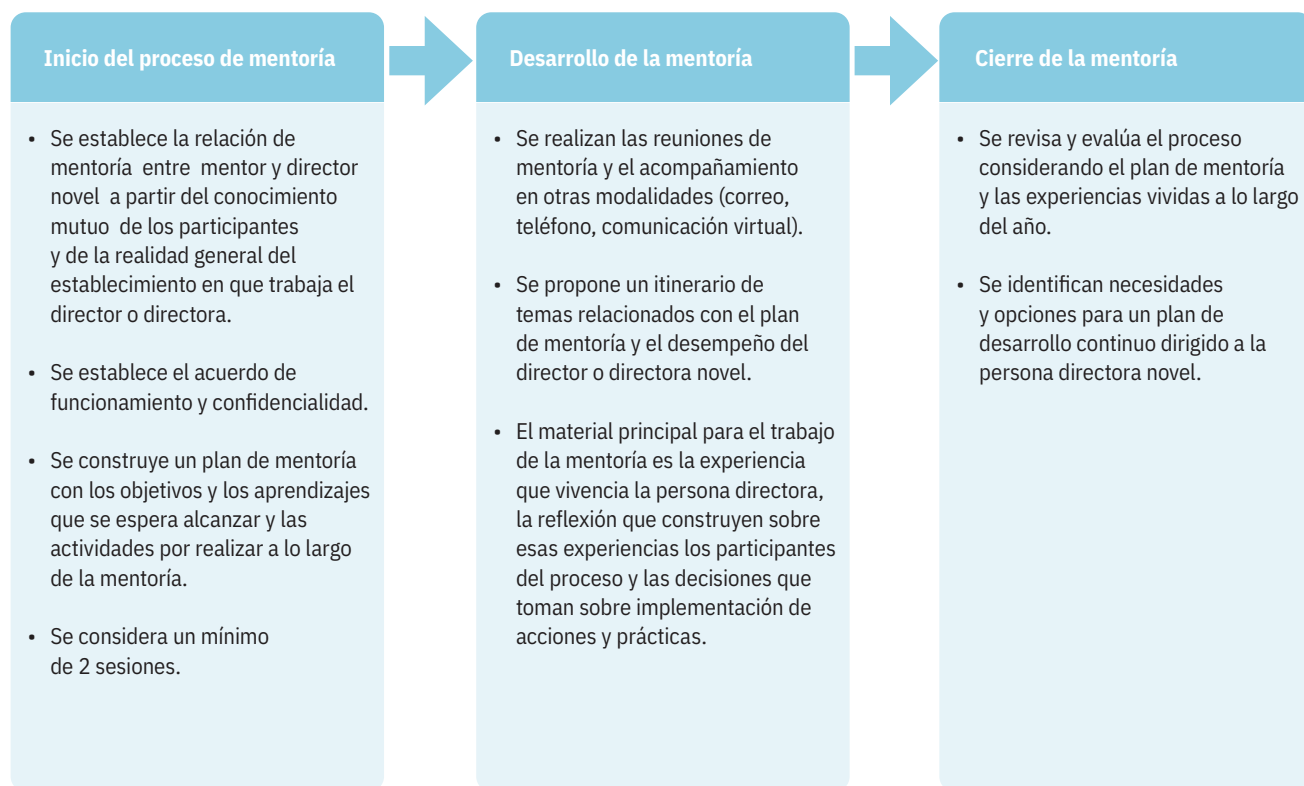 Inicio del proceso de mentoría
• Se establece la relación de
mentoría entre mentor y director
novel a partir del conocimiento
mutuo de los participantes
y de la realidad general del
establecimiento en que trabaja el
director o directora.
• Se establece el acuerdo de
funcionamiento y confidencialidad.
• Se construye un plan de mentoría
con los objetivos y los aprendizajes
que se espera alcanzar y las
actividades por realizar a lo largo
de la mentoría.
• Se considera un mínimo
de 2 sesiones.
Desarrollo de la mentoría
• Se realizan las reuniones de
mentoría y el acompañamiento
en otras modalidades (correo,
teléfono, comunicación virtual).
• Se propone un itinerario de
temas relacionados con el plan
de mentoría y el desempeño del
director o directora novel.
• El material principal para el trabajo
de la mentoría es la experiencia
que vivencia la persona directora,
la reflexión que construyen sobre
esas experiencias los participantes
del proceso y las decisiones que
toman sobre implementación de
acciones y prácticas.
Cierre de la mentoría
• Se revisa y evalúa el proceso
considerando el plan de mentoría
y las experiencias vividas a lo largo
del año.
• Se identifican necesidades
y opciones para un plan de
desarrollo continuo dirigido a la
persona directora novel.